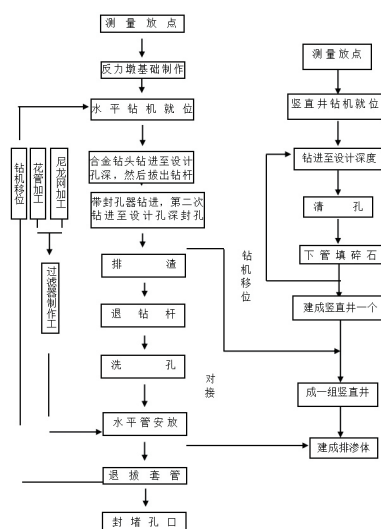 测量放点
反力墩基础制作
水平钻机就位
合金钻头钻进至设计
孔深，然后拔出钻杆
带封孔器钻进，第二次
钻进至设计孔深封孔
排渣
退钻杆
洗孔
水平管安放
退拔套管
封堵孔口
钻机移位
花管加工
尼龙网加工
过滤器制作工
对接
测量放点
竖直井钻机就位
钻进至设计深度
清孔
下管填碎石
建成竖直井一个
成一组竖直井
建成排渗体
钻机移位